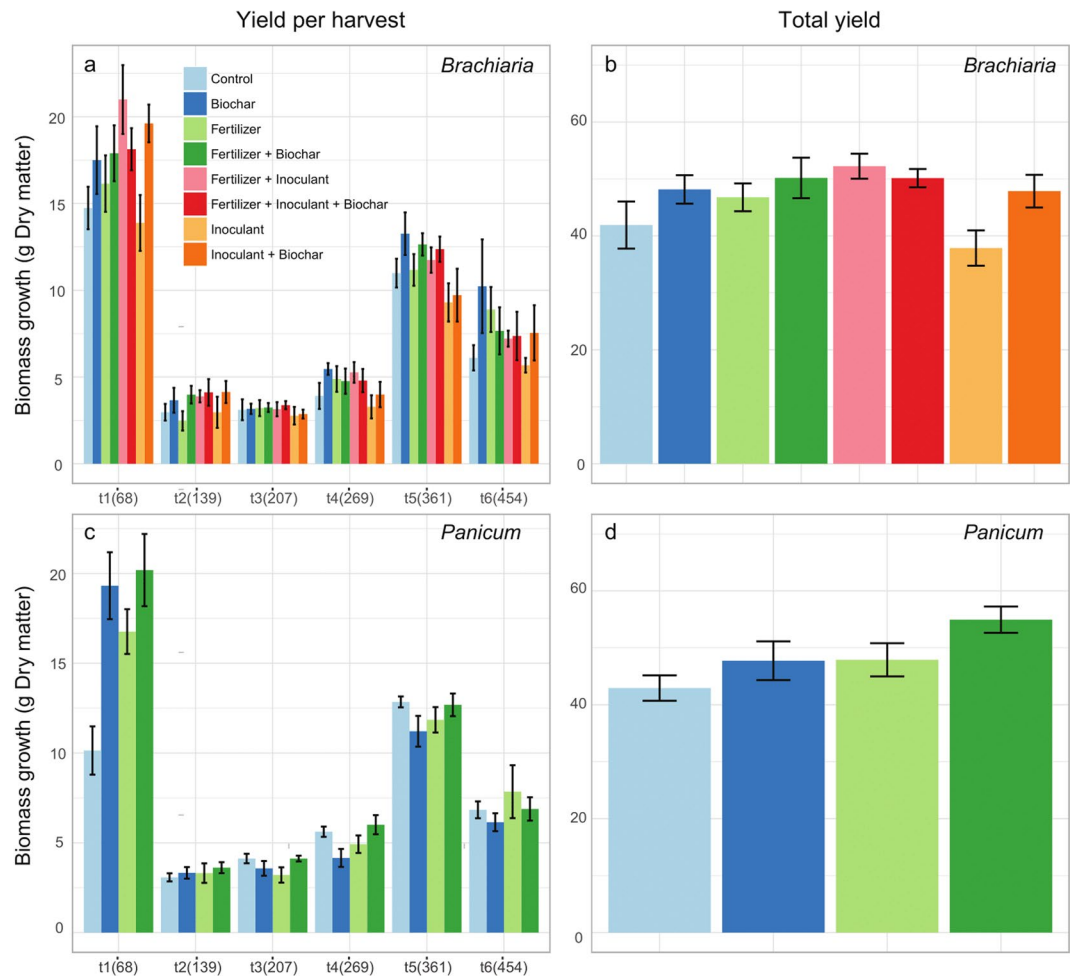 Yield per harvest
Total yield
a
Brachiaria
Control
Biochar
Fertilizer
Fertilizer + Biochar
Fertilizer + Inoculant
Fertilizer + Inoculant + Biochar
Inoculant
Inoculant + Biochar
Biomass growth (g Dry matter)
20
15
10
5
0
t1(68) t2(139) t3(207) t4(269) t5(361) t6(454)
b
Brachiaria
60
40
20
0
c
Panicum
Biomass growth (g Dry matter)
20
15
10
5
0
t1(68) t2(139) t3(207) t4(269) t5(361) t6(454)
d
Panicum
60
40
20
0